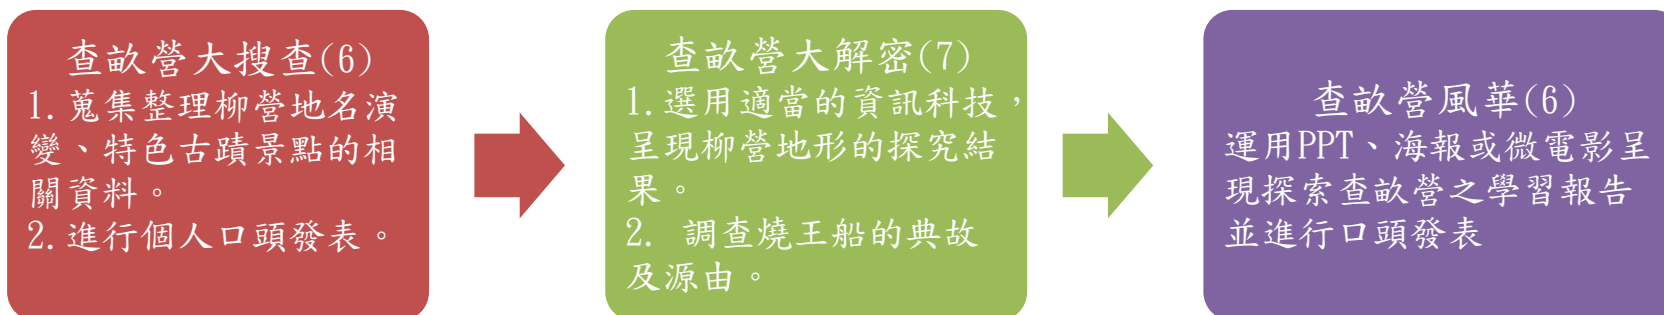 查畝營大搜查(6)
1.蒐集整理柳營地名演
變、特色古蹟景點的相
關資料。
2.進行個人口頭發表。
查畝營大解密(7)
1.選用適當的資訊科技，
呈現柳營地形的探究結
果。
2. 調查燒王船的典故
及源由。
查畝營風華(6)
運用PPT、海報或微電影呈
現探索查畝營之學習報告
並進行口頭發表